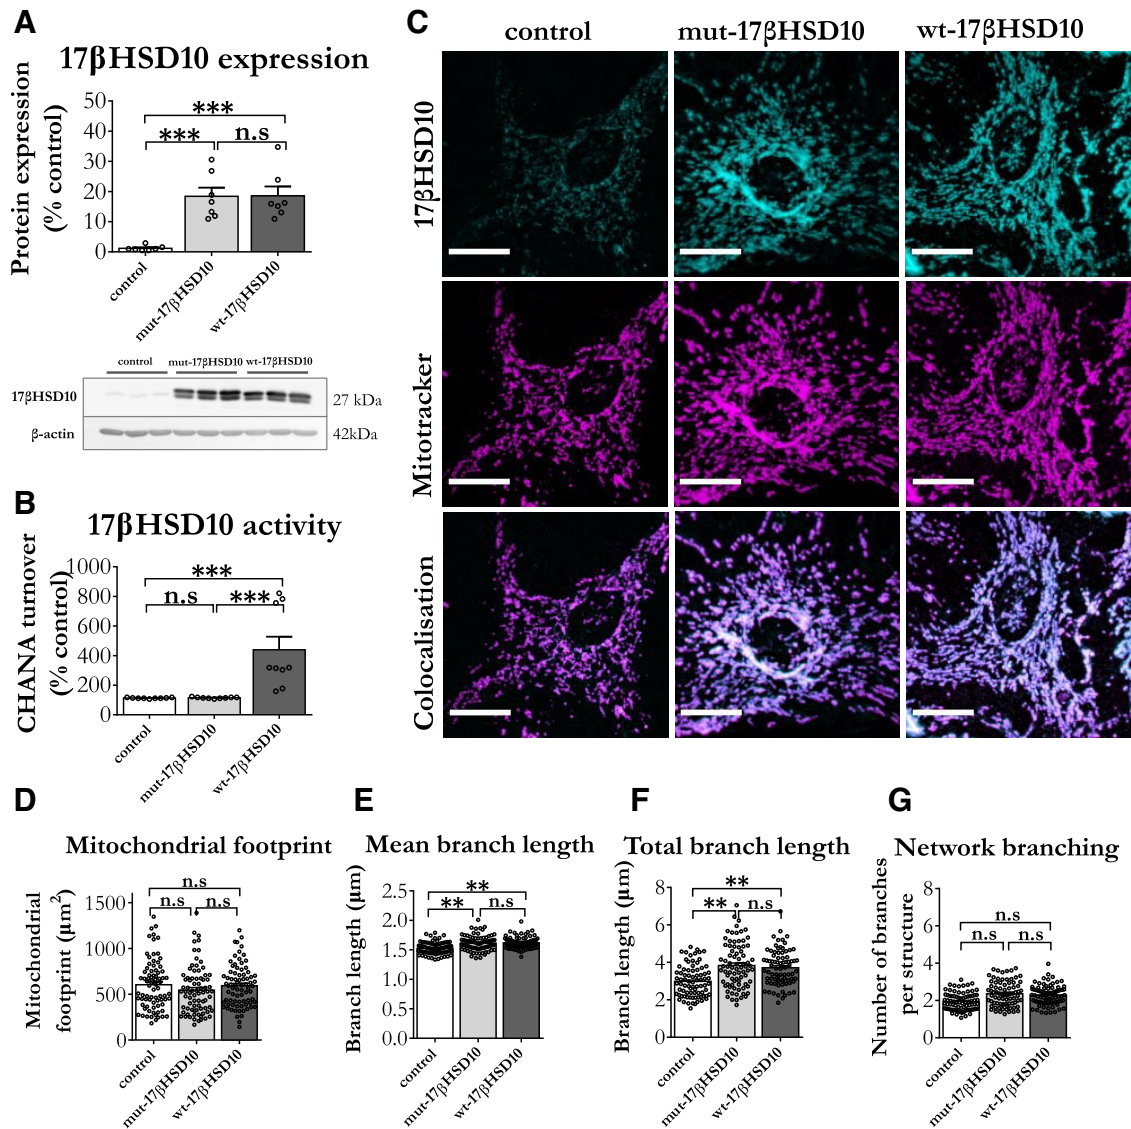 A
17βHSD10 expression
Protein expression
(% control)
50
40
30
20
10
0
***
***
n.s
control
mut-17βHSD10
wt-17βHSD10
control
mut-17βHSD10
wt-17βHSD10
17βHSD10
27 kDa
β-actin
42kDa
B
17βHSD10 activity
CHANA turnover
(% control)
1000
800
600
400
200
0
***
n.s
***
control
mut-17βHSD10
wt-17βHSD10
C
control
mut-17βHSD10
wt-17βHSD10
17βHSD10
Mitotracker
Colocalisation
D
Mitochondrial footprint
Mitochondrial
footprint (μm²)
1500
1000
500
0
n.s
n.s
n.s
control
mut-17βHSD10
wt-17βHSD10
E
Mean branch length
Branch length (μm)
2.5
2.0
1.5
1.0
0.5
0.0
**
**
n.s
control
mut-17βHSD10
wt-17βHSD10
F
Total branch length
Branch length (μm)
8
6
4
2
0
**
**
n.s
control
mut-17βHSD10
wt-17βHSD10
G
Network branching
Number of branches
per structure
8
6
4
2
0
n.s
n.s
n.s
control
mut-17βHSD10
wt-17βHSD10